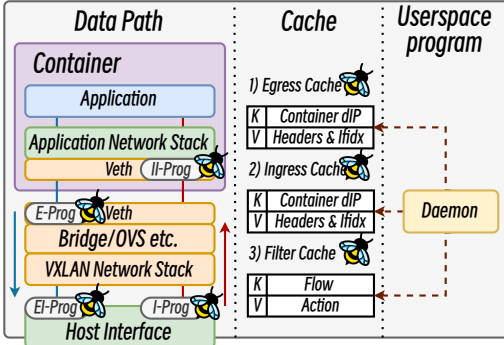 Data Path
Container
Application
Application Network Stack
Veth
II-Prog
E-Prog
Veth
Bridge/OVS etc.
VXLAN Network Stack
EI-Prog
I-Prog
Host Interface
Cache
1) Egress Cache
K Container dIP
V Headers & Ifidx
2) Ingress Cache
K Container dIP
V Headers & Ifidx
3) Filter Cache
K Flow
V Action
Userspace
program
Daemon